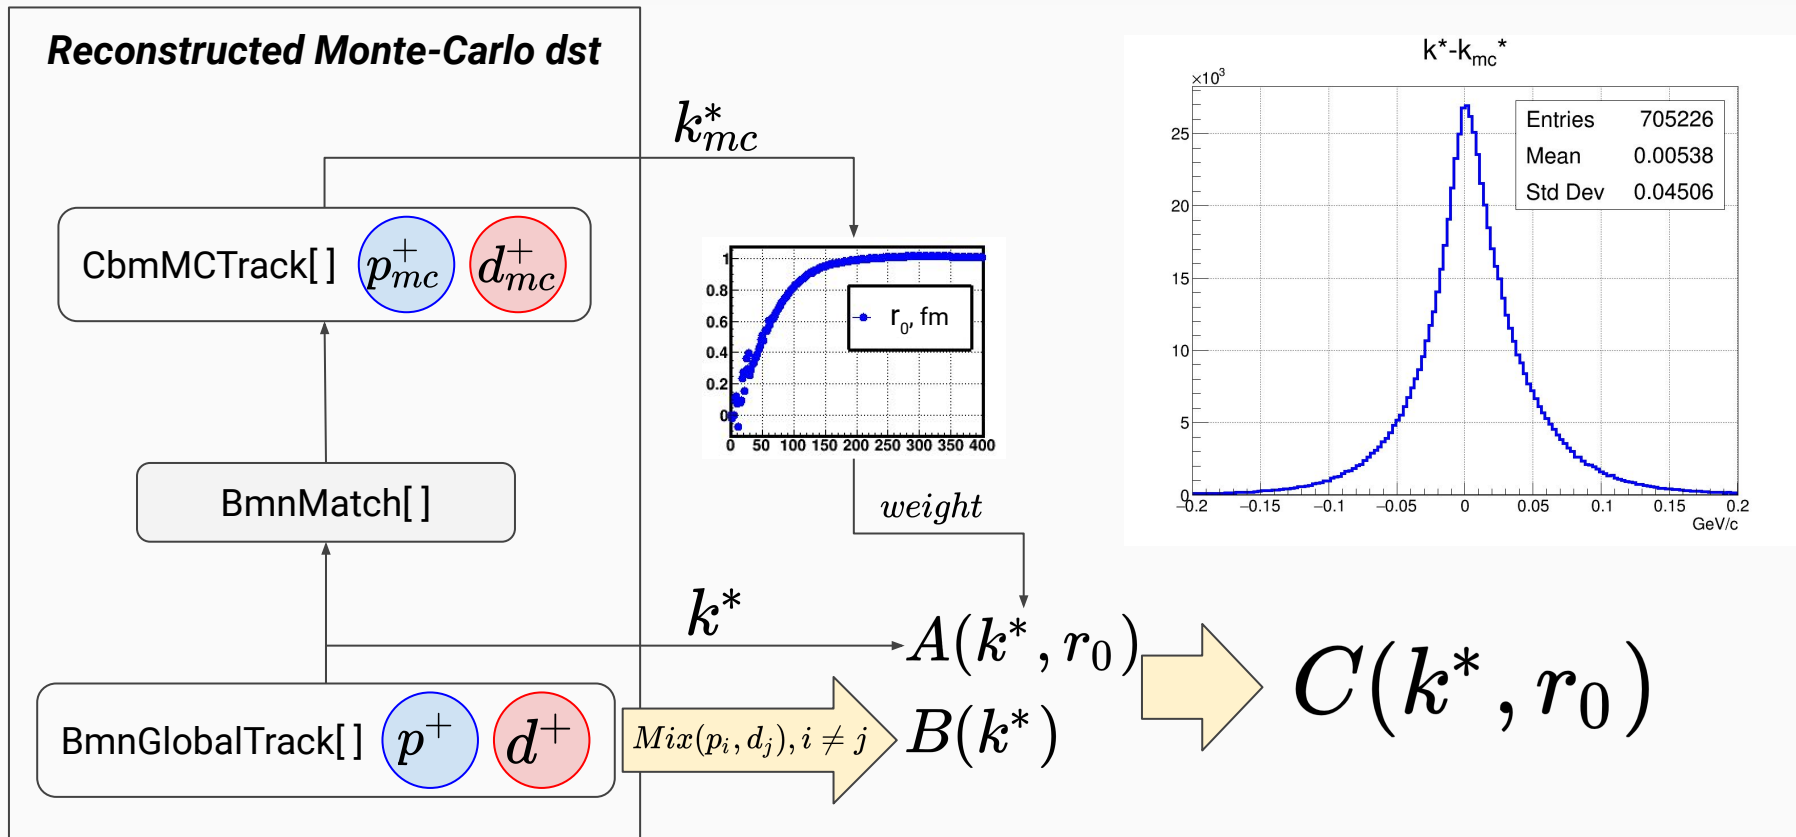 Reconstructed Monte-Carlo dst
k*mc
CbmMCTrack[ ] p+mc d+mc
BmnMatch[ ]
k*
BmnGlobalTrack[ ] p+ d+
Mix(pi, dj), i ≠ j
1
0.8
0.6
0.4
0.2
0
0 50 100 150 200 250 300 350 400
r0, fm
weight
A(k*, r0)
B(k*)
C(k*, r0)
k*-kmc*
×10³
Entries 705226
Mean 0.00538
Std Dev 0.04506
25
20
15
10
5
0
−0.2 −0.15 −0.1 −0.05 0 0.05 0.1 0.15 0.2
GeV/c